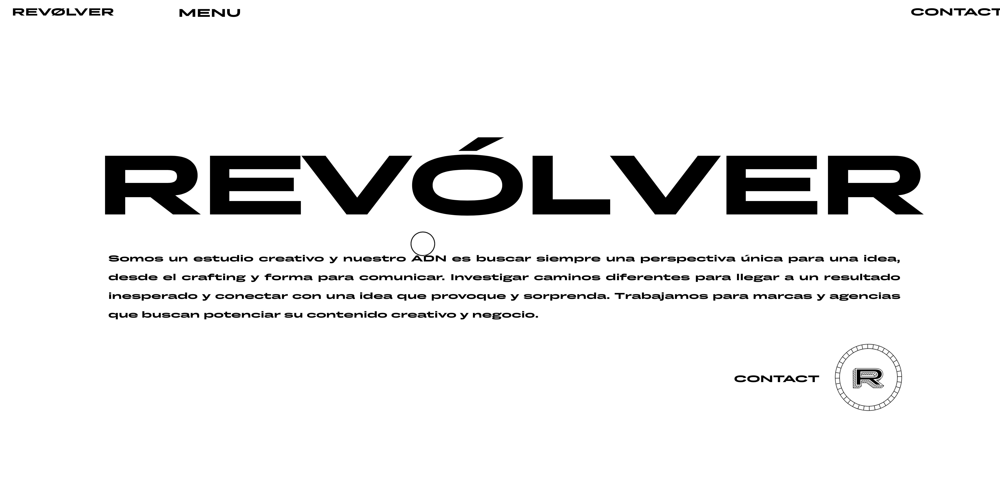 REVØLVER
MENU
CONTACT
REVÓLVER
Somos un estudio creativo y nuestro ADN es buscar siempre una perspectiva única para una idea,
desde el crafting y forma para comunicar. Investigar caminos diferentes para llegar a un resultado
inesperado y conectar con una idea que provoque y sorprenda. Trabajamos para marcas y agencias
que buscan potenciar su contenido creativo y negocio.
CONTACT
R